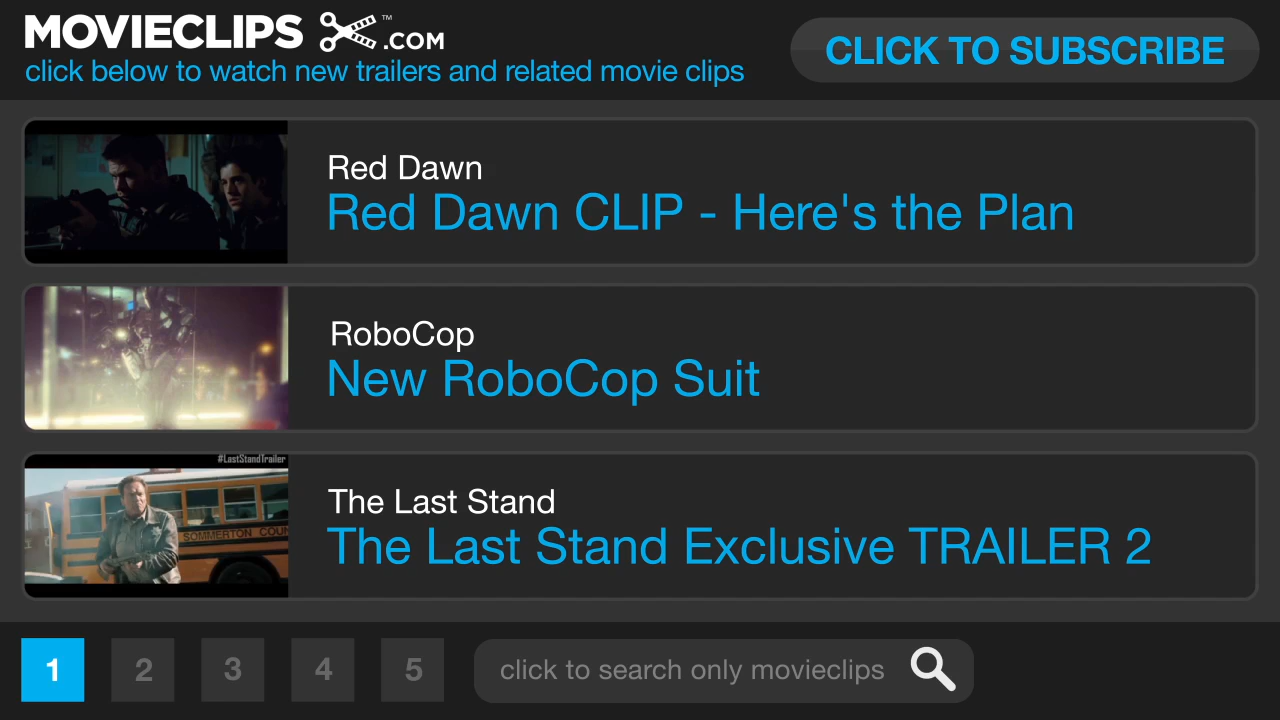 MOVIECLIPS ™ .COM
click below to watch new trailers and related movie clips
CLICK TO SUBSCRIBE
Red Dawn
Red Dawn CLIP - Here's the Plan
RoboCop
New RoboCop Suit
#LastStandTrailer
SOMMERTON COUN
The Last Stand
The Last Stand Exclusive TRAILER 2
1 2 3 4 5 click to search only movieclips